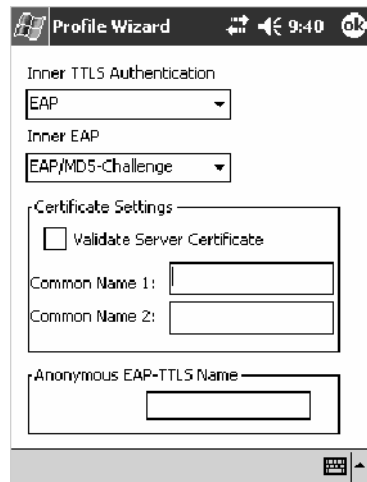 Profile Wizard 9:40 ok
Inner TTLS Authentication
EAP
Inner EAP
EAP/MD5-Challenge
Certificate Settings
Validate Server Certificate
Common Name 1:
Common Name 2:
Anonymous EAP-TTLS Name